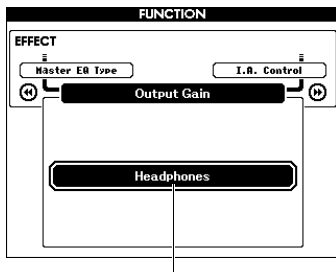 FUNCTION
EFFECT
Master EQ Type
I.A. Control
Output Gain
Headphones